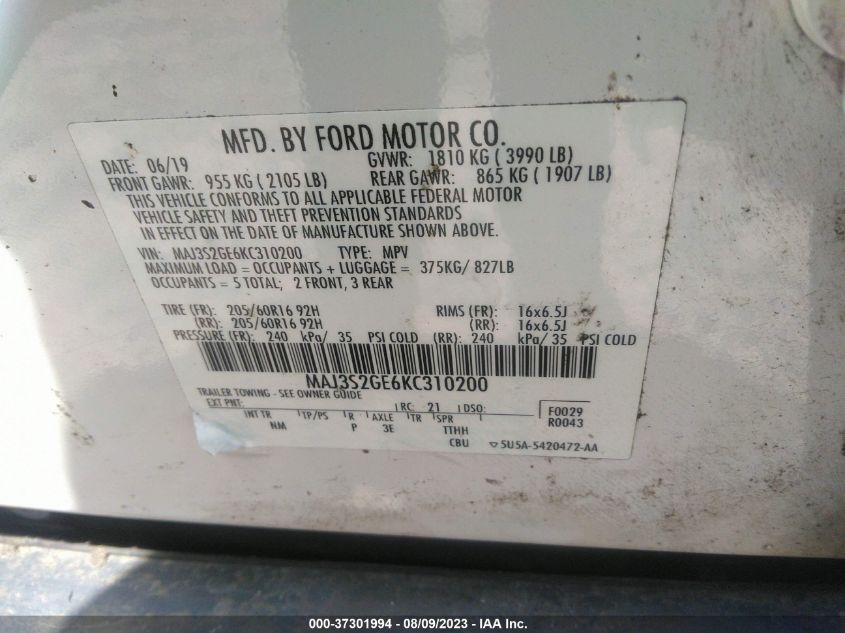 MFD. BY FORD MOTOR CO.
DATE: 06/19 GVWR: 1810 KG ( 3990 LB)
FRONT GAWR: 955 KG ( 2105 LB) REAR GAWR: 865 KG ( 1907 LB)
THIS VEHICLE CONFORMS TO ALL APPLICABLE FEDERAL MOTOR
VEHICLE SAFETY AND THEFT PREVENTION STANDARDS
IN EFFECT ON THE DATE OF MANUFACTURE SHOWN ABOVE.
VIN: MAJ3S2GE6KC310200 TYPE: MPV
MAXIMUM LOAD = OCCUPANTS + LUGGAGE = 375KG/ 827LB
OCCUPANTS = 5 TOTAL; 2 FRONT, 3 REAR
TIRE (FR): 205/60R16 92H RIMS (FR): 16x6.5J
(RR): 205/60R16 92H (RR): 16x6.5J
PRESSURE (FR): 240 kPa/ 35 PSI COLD (RR): 240 kPa/ 35 PSI COLD
MAJ3S2GE6KC310200
TRAILER TOWING - SEE OWNER GUIDE
EXT PNT: RC: 21 DSO: F0029
INT TR TP/PS R AXLE TR SPR R0043
NM P 3E TTHH
CBU ▽5U5A-5420472-AA
000-37301994 - 08/09/2023 - IAA Inc.